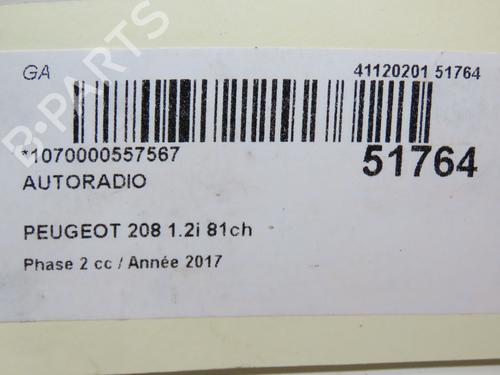 GA 41120201 51764
*1070000557567 51764
AUTORADIO
PEUGEOT 208 1.2i 81ch
Phase 2 cc / Année 2017
B-PARTS